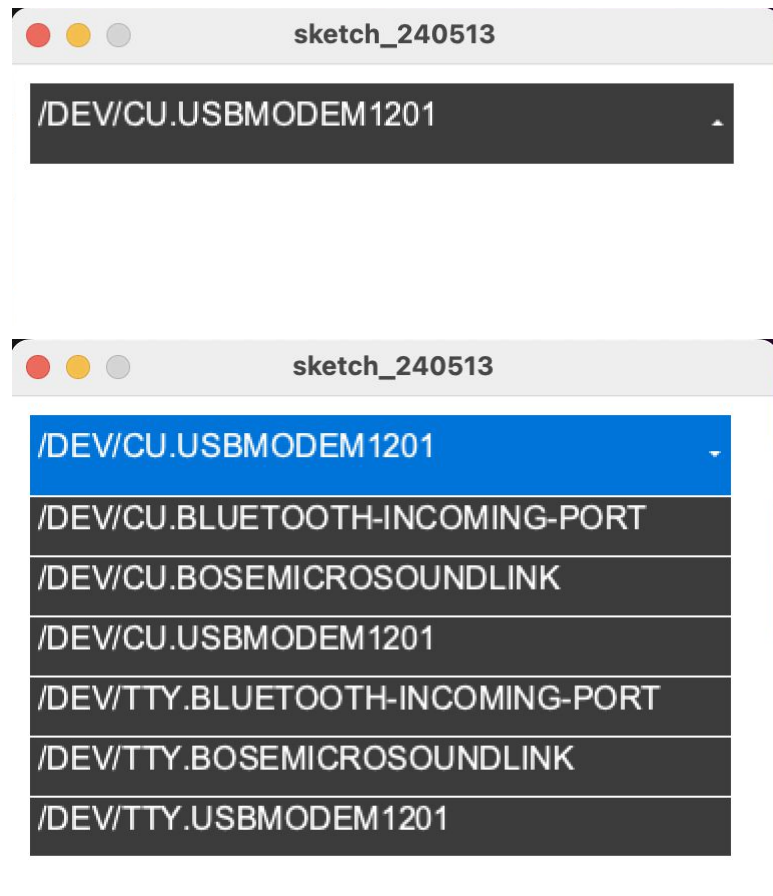 sketch_240513
/DEV/CU.USBMODEM1201
sketch_240513
/DEV/CU.USBMODEM1201
/DEV/CU.BLUETOOTH-INCOMING-PORT
/DEV/CU.BOSEMICROSOUNDLINK
/DEV/CU.USBMODEM1201
/DEV/TTY.BLUETOOTH-INCOMING-PORT
/DEV/TTY.BOSEMICROSOUNDLINK
/DEV/TTY.USBMODEM1201